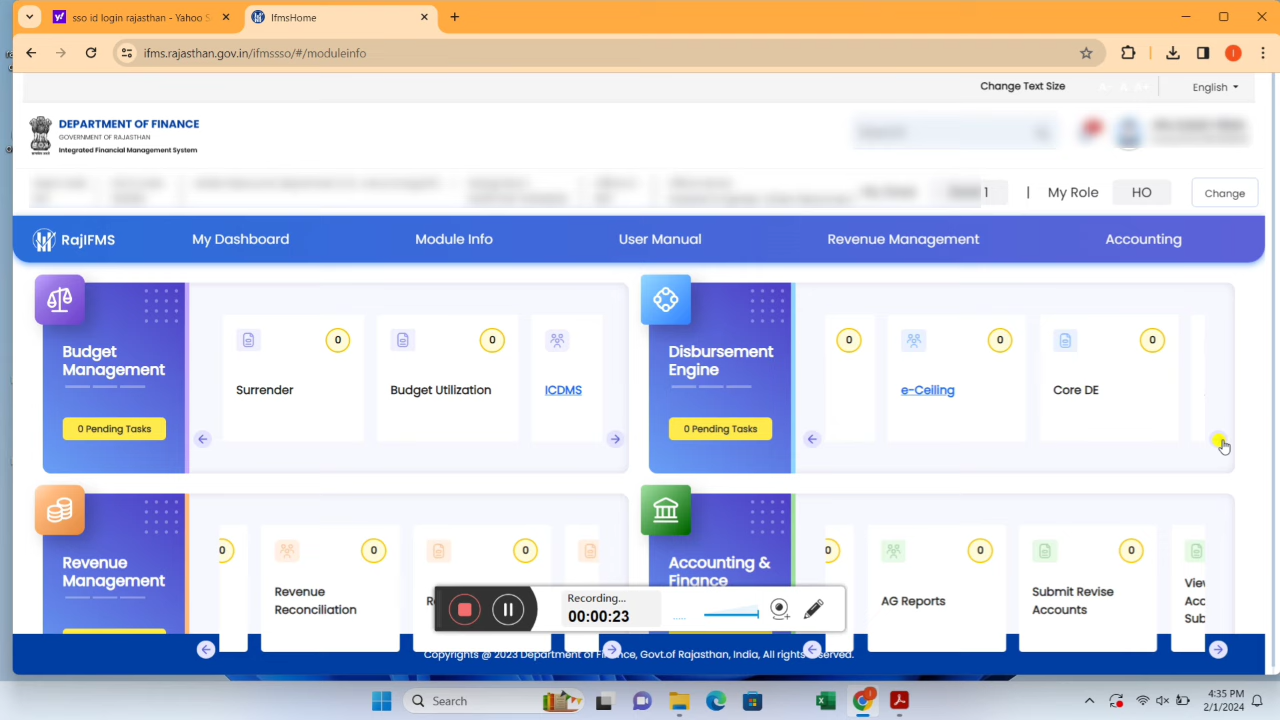 sso id login rajasthan - Yahoo S
IfmsHome
ifms.rajasthan.gov.in/ifmssso/#/moduleinfo
Change Text Size
English
DEPARTMENT OF FINANCE
GOVERNMENT OF RAJASTHAN
Integrated Financial Management System
1 | My Role HO Change
RajIFMS My Dashboard Module Info User Manual Revenue Management Accounting
Budget
Management
0 Pending Tasks
0
Surrender
0
Budget Utilization
ICDMS
Disbursement
Engine
0 Pending Tasks
0
0
e-Ceiling
0
Core DE
Revenue
Management
0
0
Revenue
Reconciliation
0
Accounting &
Finance
0
0
AG Reports
0
Submit Revise
Accounts
Recording...
00:00:23
Copyrights @ 2023 Department of Fi ce, Govt.of Rajasthan, India, All rights served.
Search
1
4:35 PM
2/1/2024